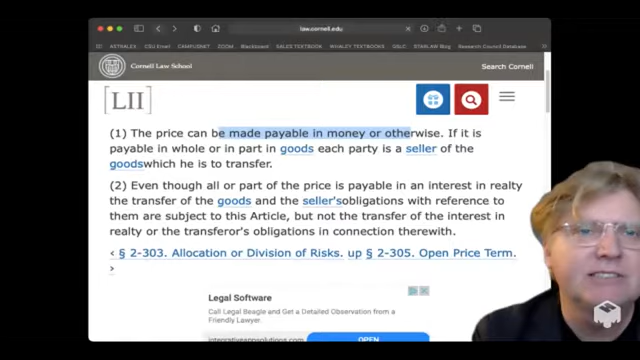 law.cornell.edu
ASTRALEX CSU Email CAMPUSNET ZOOM Blackboard SALES TEXTBOOK WHALEY TEXTBOOKS QSLC STARLAW Blog Research Council Database
Cornell Law School
Search Cornell
LII
(1) The price can be made payable in money or otherwise. If it is
payable in whole or in part in goods each party is a seller of the
goodswhich he is to transfer.
(2) Even though all or part of the price is payable in an interest in realty
the transfer of the goods and the seller'sobligations with reference to
them are subject to this Article, but not the transfer of the interest in
realty or the transferor's obligations in connection therewith.
‹ § 2-303. Allocation or Division of Risks. up § 2-305. Open Price Term.
›
Legal Software
Call Legal Beagle and Get a Detailed Observation from a
Friendly Lawyer
integrativeappsolutions.com
OPEN